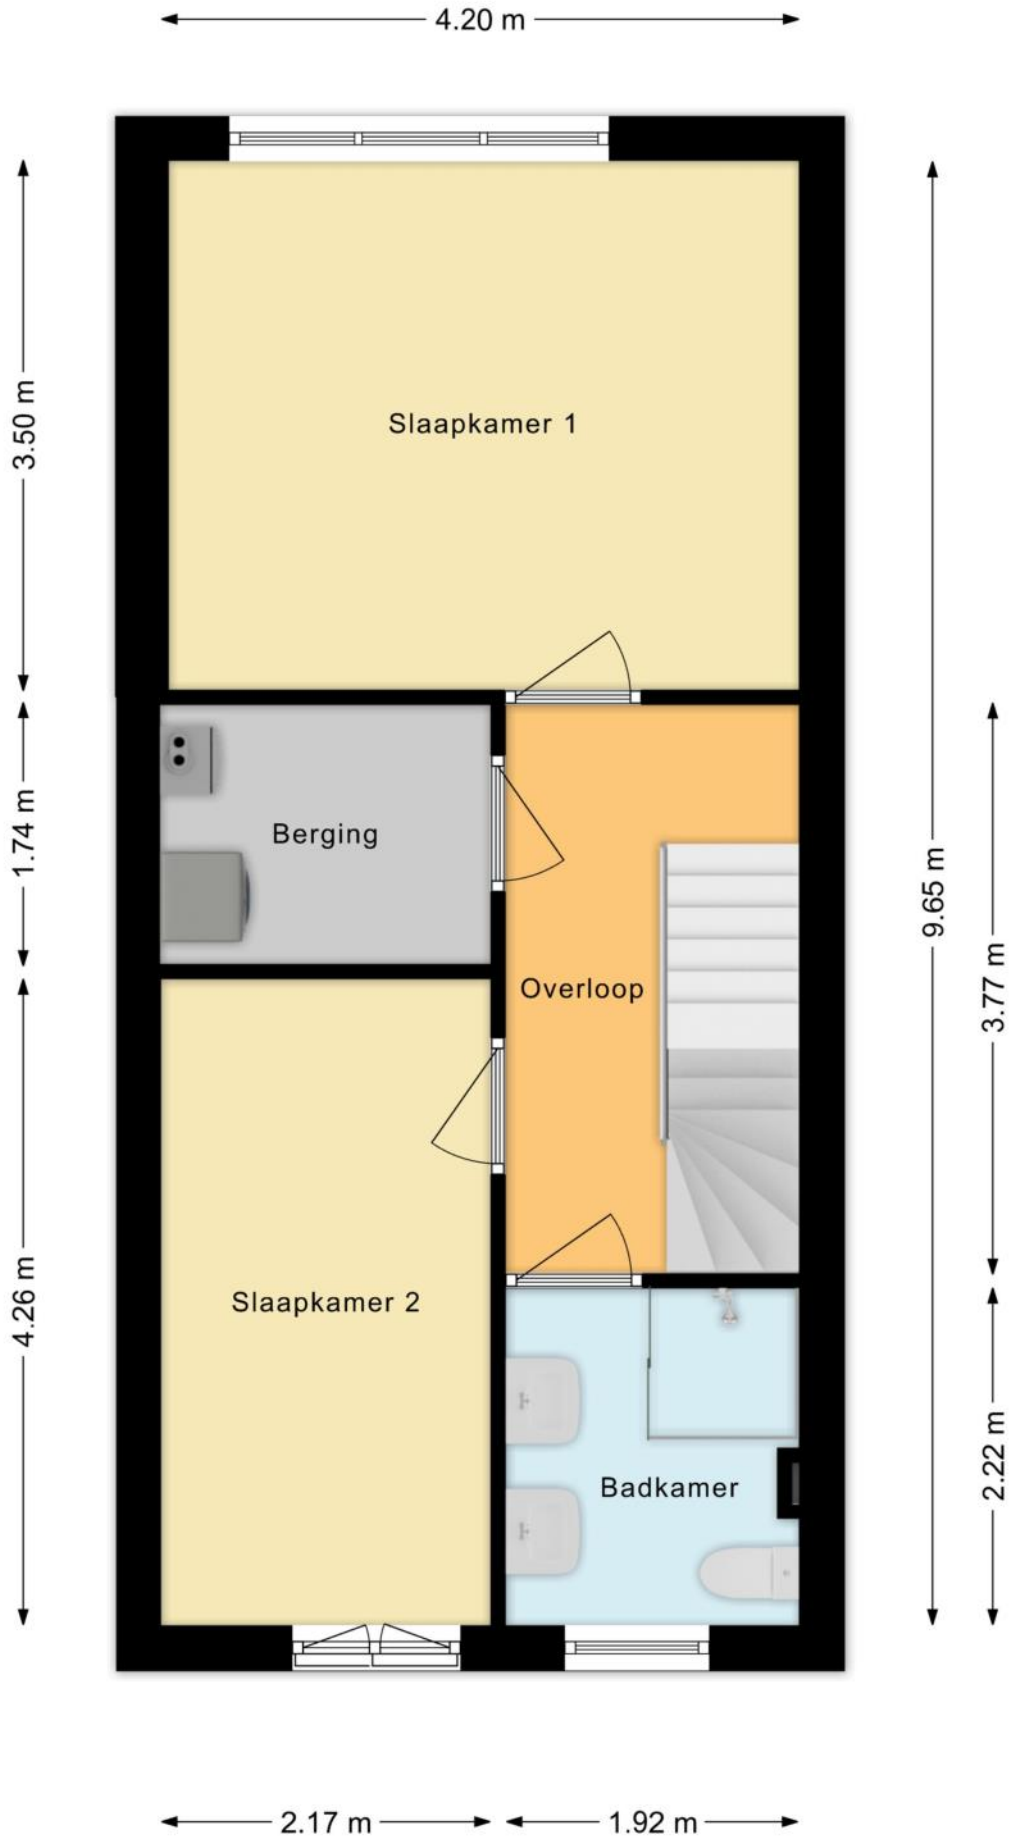 4.20 m
Slaapkamer 1
3.50 m
Berging
1.74 m
Overloop
9.65 m
3.77 m
Slaapkamer 2
4.26 m
Badkamer
2.22 m
2.17 m
1.92 m